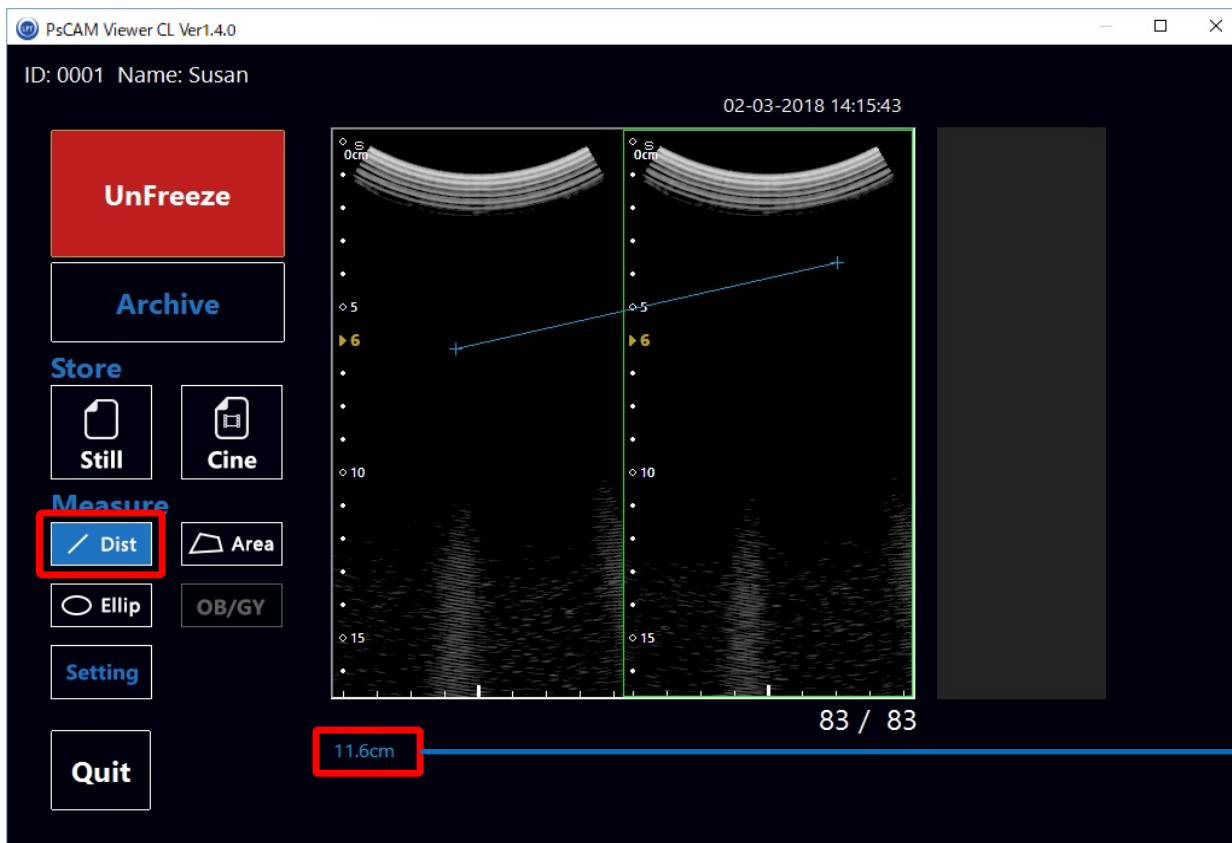 PsCAM Viewer CL Ver1.4.0
ID: 0001 Name: Susan
02-03-2018 14:15:43
UnFreeze
Archive
Store
Still
Cine
Measure
Dist
Area
Ellip
OB/GY
Setting
Quit
S
0cm
5
6
10
15
S
0cm
5
6
10
15
83 / 83
11.6cm